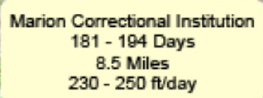 Marion Correctional Institution
181 - 194 Days
8.5 Miles
230 - 250 ft/day